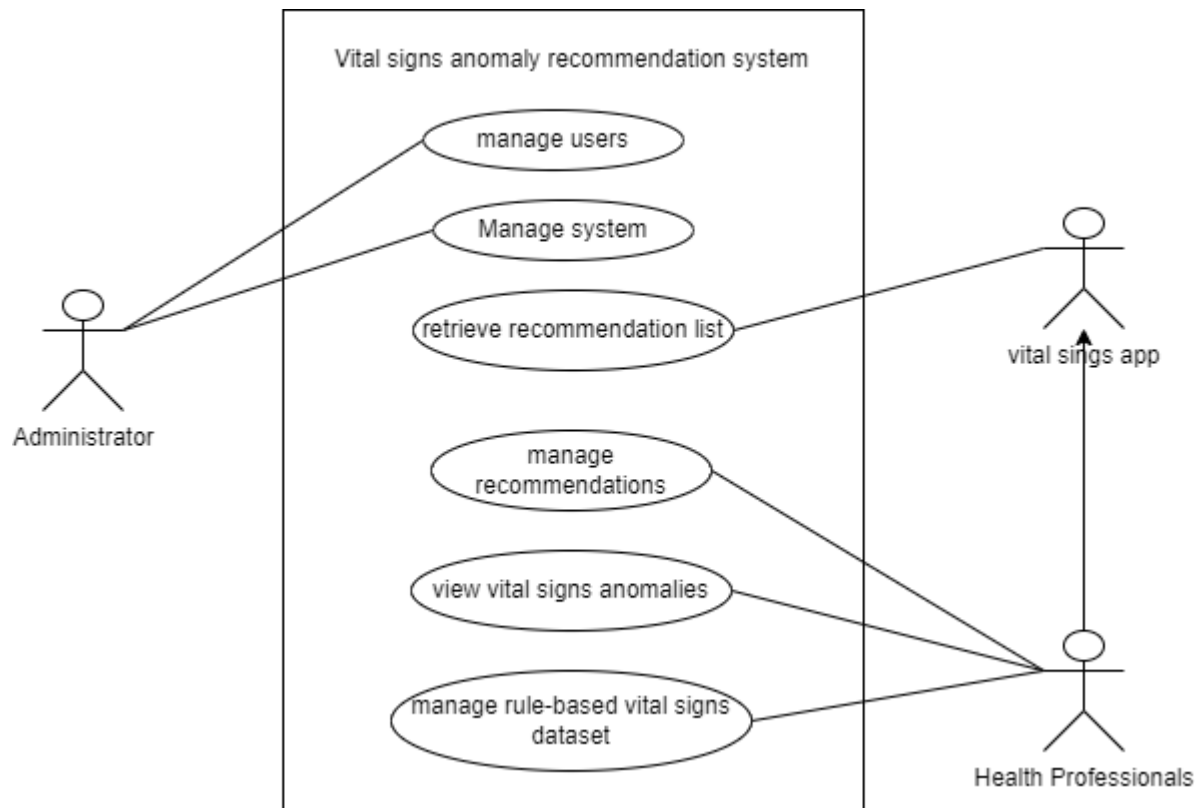 Vital signs anomaly recommendation system
manage users
Manage system
retrieve recommendation list
vital sings app
Administrator
manage
recommendations
view vital signs anomalies
manage rule-based vital signs
dataset
Health Professionals